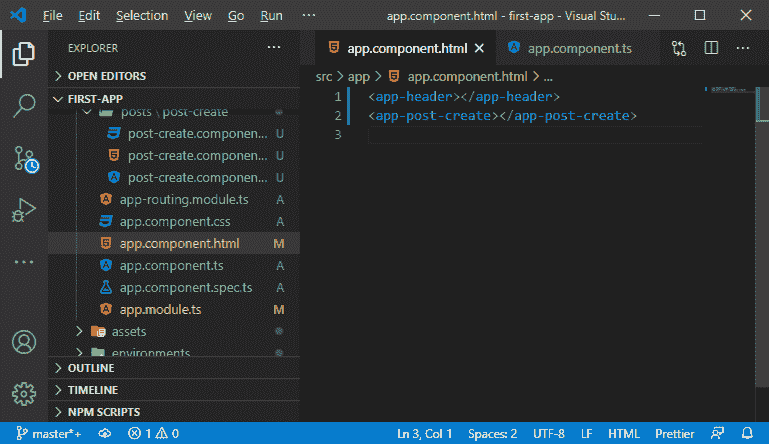 File Edit Selection View Go Run ··· app.component.html - first-app - Visual Stu...
EXPLORER ···
OPEN EDITORS
FIRST-APP
posts \ post-create
post-create.componen... U
post-create.componen... U
post-create.componen... U
app-routing.module.ts A
app.component.css A
app.component.html M
app.component.ts A
app.component.spec.ts A
app.module.ts M
assets
environments
OUTLINE
TIMELINE
NPM SCRIPTS
app.component.html app.component.ts ···
src > app > app.component.html > ...
1 <app-header></app-header>
2 <app-post-create></app-post-create>
3
master*+ 1 0 Ln 3, Col 1 Spaces: 2 UTF-8 LF HTML Prettier